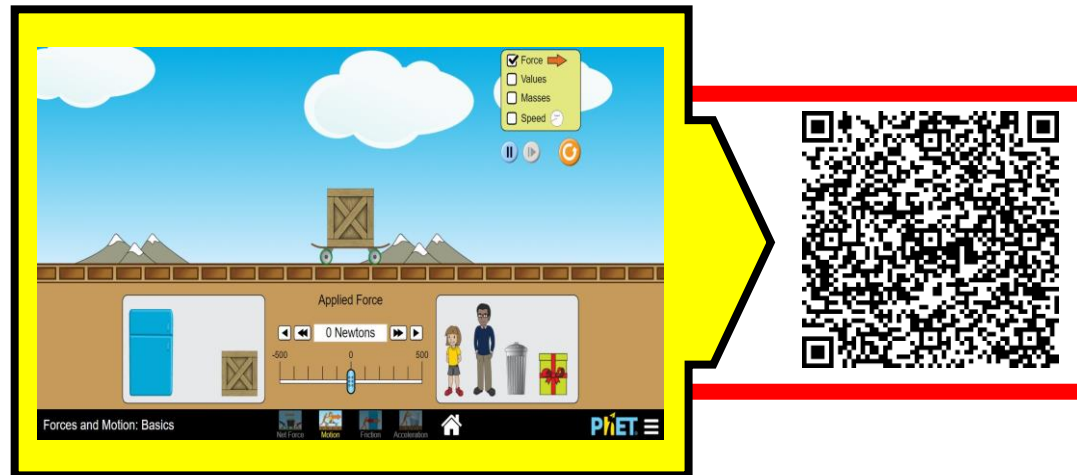 Force
Values
Masses
Speed
Applied Force
0 Newtons
-500 0 500
Forces and Motion: Basics
Net Force Motion Friction Acceleration
PhET